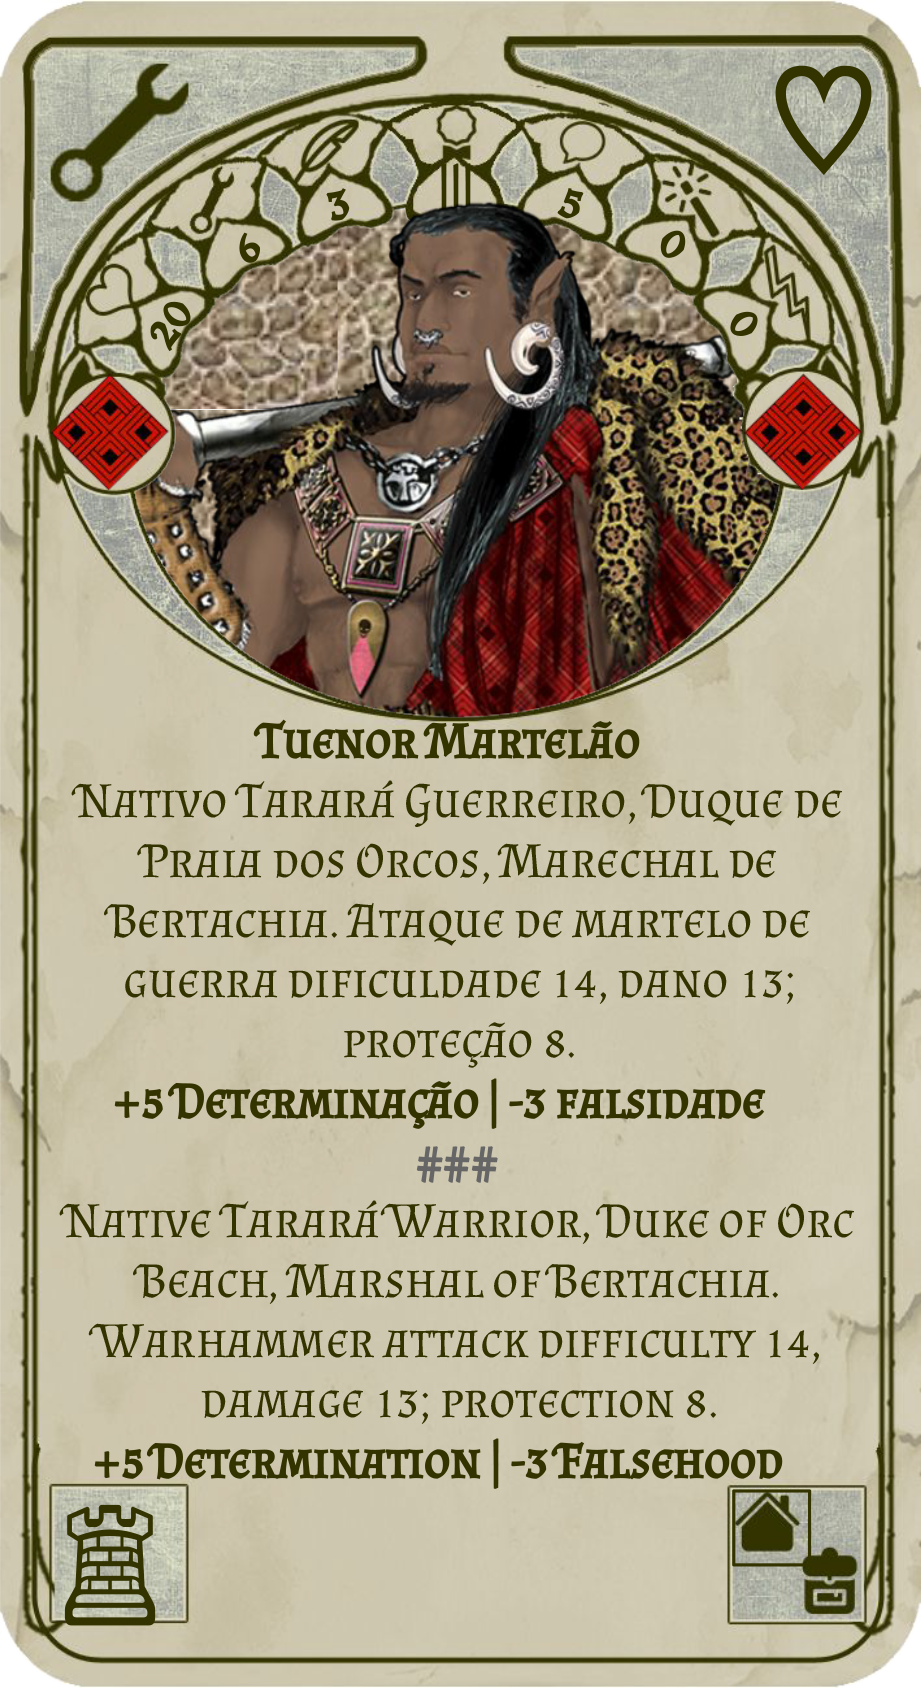 3
III
5
6
0
20
0
Tuenor Martelão
Nativo Tarará Guerreiro, Duque de
Praia dos Orcos, Marechal de
Bertachia. Ataque de martelo de
guerra dificuldade 14, dano 13;
proteção 8.
+5 Determinação | -3 falsidade
###
Native Tarará Warrior, Duke of Orc
Beach, Marshal of Bertachia.
Warhammer attack difficulty 14,
damage 13; protection 8.
+5 Determination | -3 Falsehood